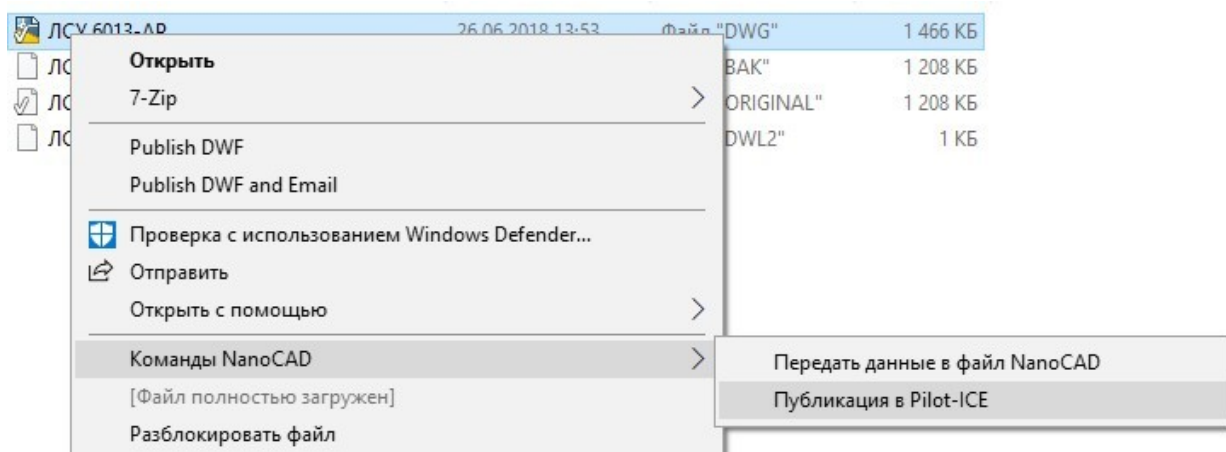 ЛСУ 6013-АР 26.06.2018 13:53 Файл "DWG" 1 466 КБ
Открыть
BAK" 1 208 КБ
7-Zip
ORIGINAL" 1 208 КБ
DWL2" 1 КБ
Publish DWF
Publish DWF and Email
Проверка с использованием Windows Defender...
Отправить
Открыть с помощью
Команды NanoCAD
Передать данные в файл NanoCAD
[Файл полностью загружен]
Публикация в Pilot-ICE
Разблокировать файл